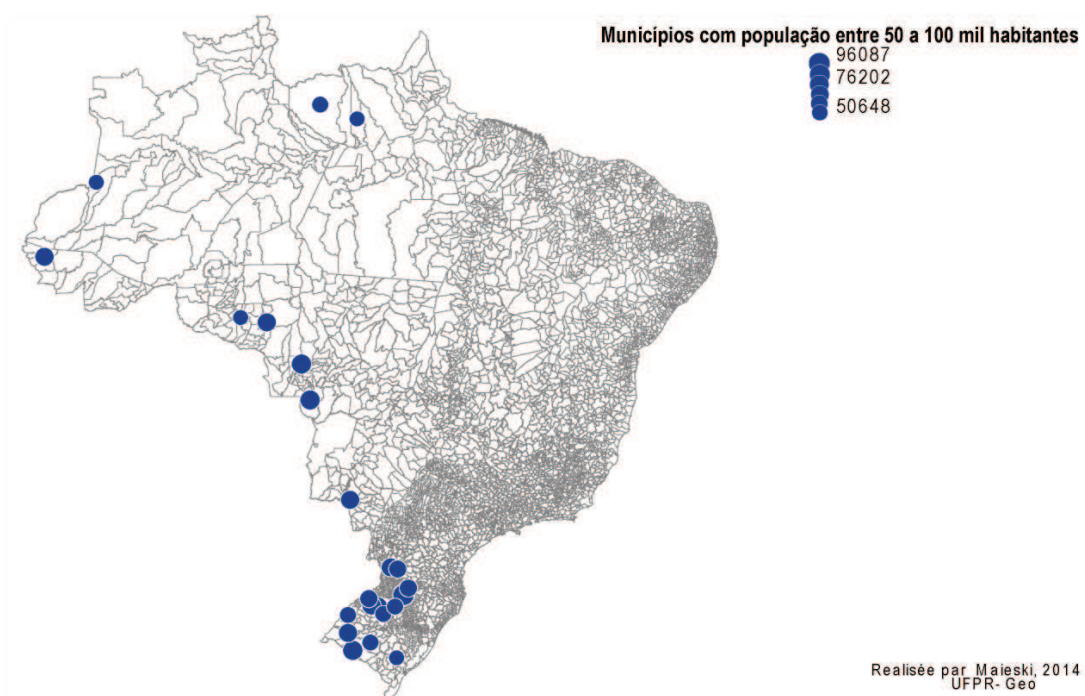 Municípios com população entre 50 a 100 mil habitantes
96087
76202
50648
Realisée par Maieski, 2014
UFPR- Geo